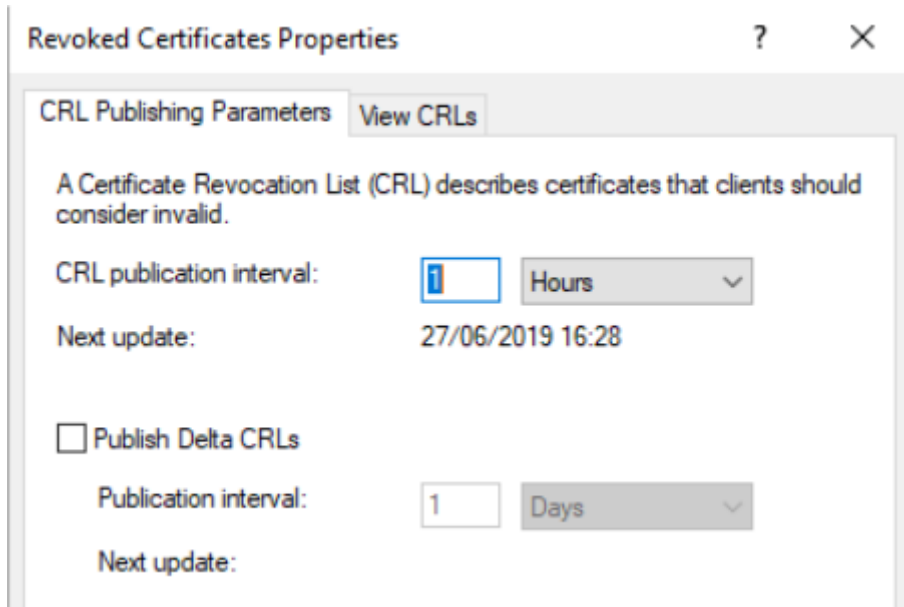 Revoked Certificates Properties ? ✕
CRL Publishing Parameters View CRLs
A Certificate Revocation List (CRL) describes certificates that clients should
consider invalid.
CRL publication interval: 1 Hours
Next update: 27/06/2019 16:28
Publish Delta CRLs
Publication interval: 1 Days
Next update: